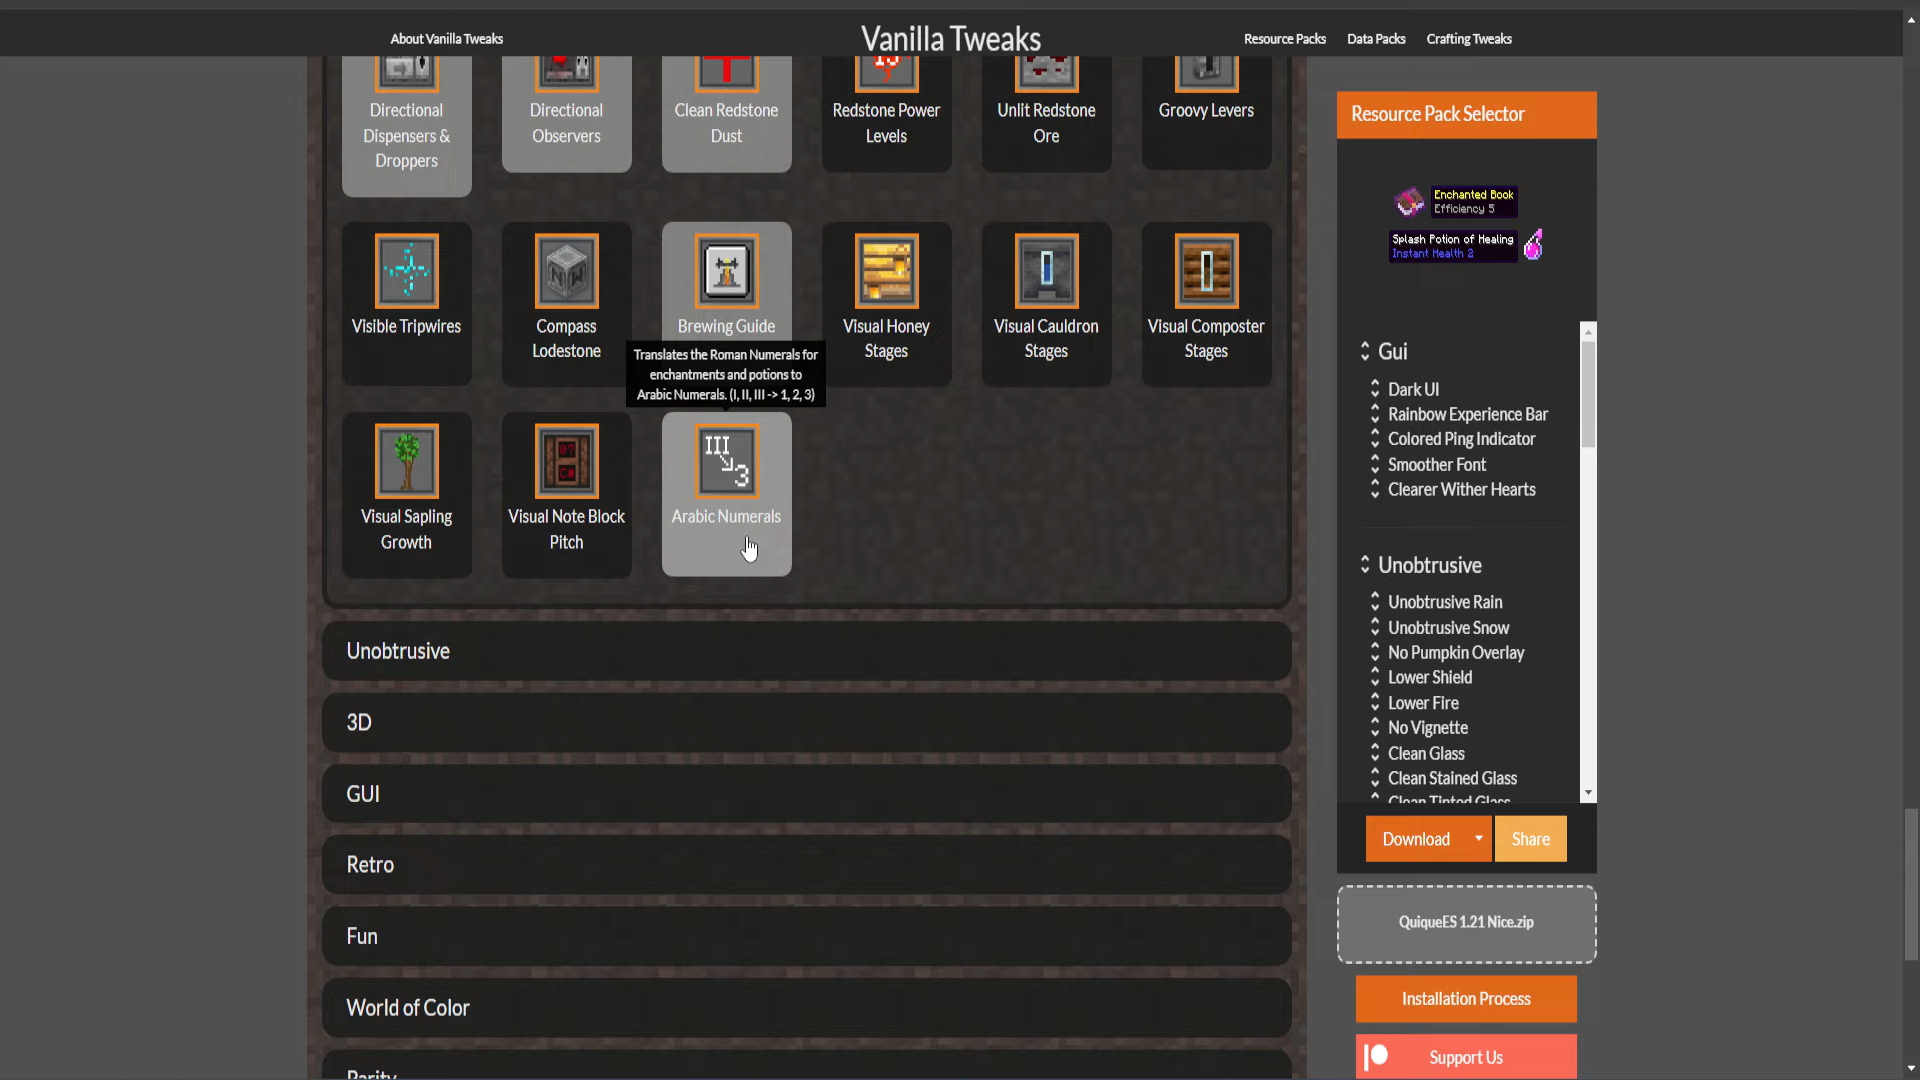 About Vanilla Tweaks
Vanilla Tweaks
Resource Packs
Data Packs
Crafting Tweaks
Directional
Dispensers &
Droppers
Directional
Observers
Clean Redstone
Dust
Redstone Power
Levels
Unlit Redstone
Ore
Groovy Levers
Visible Tripwires
Compass
Lodestone
Brewing Guide
Visual Honey
Stages
Visual Cauldron
Stages
Visual Composter
Stages
Translates the Roman Numerals for
enchantments and potions to
Arabic Numerals. (I, II, III -> 1, 2, 3)
Visual Sapling
Growth
Visual Note Block
Pitch
III
3
Arabic Numerals
Unobtrusive
3D
GUI
Retro
Fun
World of Color
Parity
Resource Pack Selector
Enchanted Book
Efficiency 5
Splash Potion of Healing
Instant Health 2
Gui
Dark UI
Rainbow Experience Bar
Colored Ping Indicator
Smoother Font
Clearer Wither Hearts
Unobtrusive
Unobtrusive Rain
Unobtrusive Snow
No Pumpkin Overlay
Lower Shield
Lower Fire
No Vignette
Clean Glass
Clean Stained Glass
Clean Tinted Glass
Download
Share
QuiqueES 1.21 Nice.zip
Installation Process
Support Us